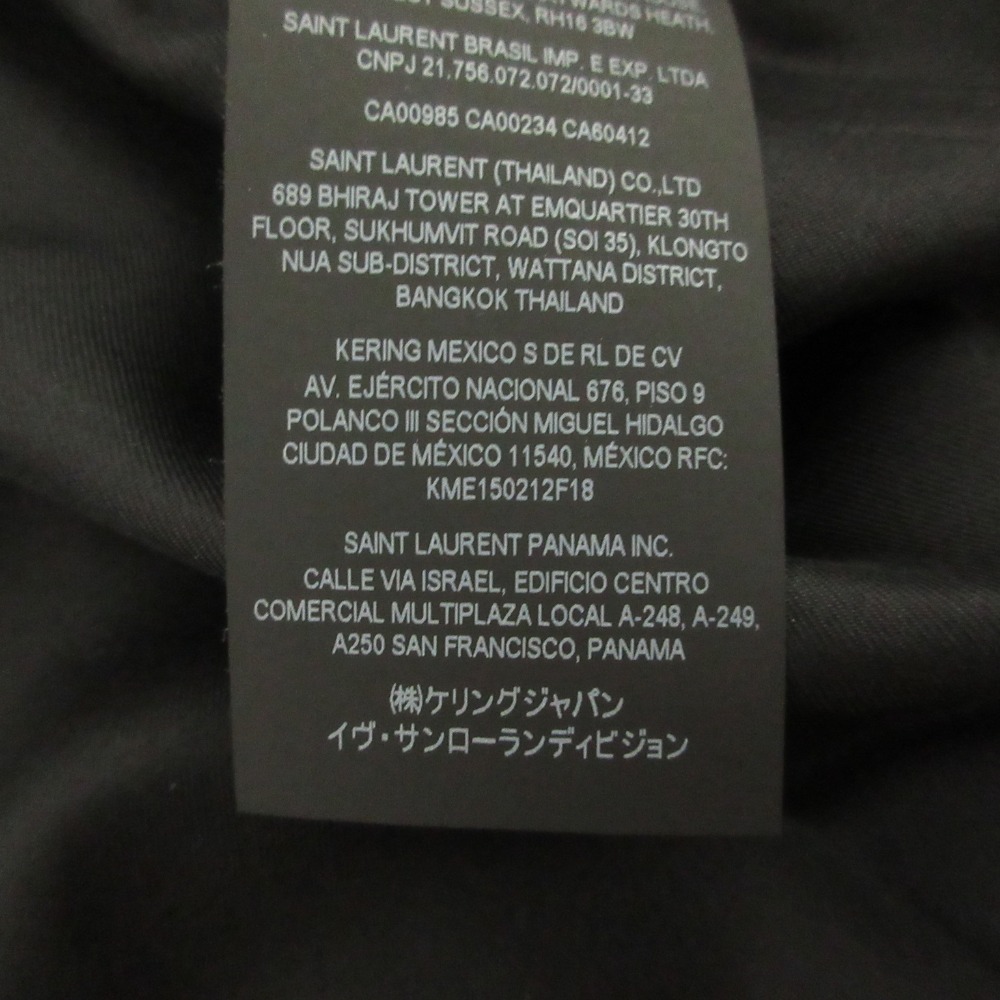 WARDS HEATH,
SUSSEX, RH16 3BW
SAINT LAURENT BRASIL IMP. E EXP. LTDA
CNPJ 21.756.072.072/0001-33
CA00985 CA00234 CA60412
SAINT LAURENT (THAILAND) CO.,LTD
689 BHIRAJ TOWER AT EMQUARTIER 30TH
FLOOR, SUKHUMVIT ROAD (SOI 35), KLONGTO
NUA SUB-DISTRICT, WATTANA DISTRICT,
BANGKOK THAILAND
KERING MEXICO S DE RL DE CV
AV. EJÉRCITO NACIONAL 676, PISO 9
POLANCO III SECCIÓN MIGUEL HIDALGO
CIUDAD DE MÉXICO 11540, MÉXICO RFC:
KME150212F18
SAINT LAURENT PANAMA INC.
CALLE VIA ISRAEL, EDIFICIO CENTRO
COMERCIAL MULTIPLAZA LOCAL A-248, A-249,
A250 SAN FRANCISCO, PANAMA
㈱ケリングジャパン
イヴ・サンローランディビジョン